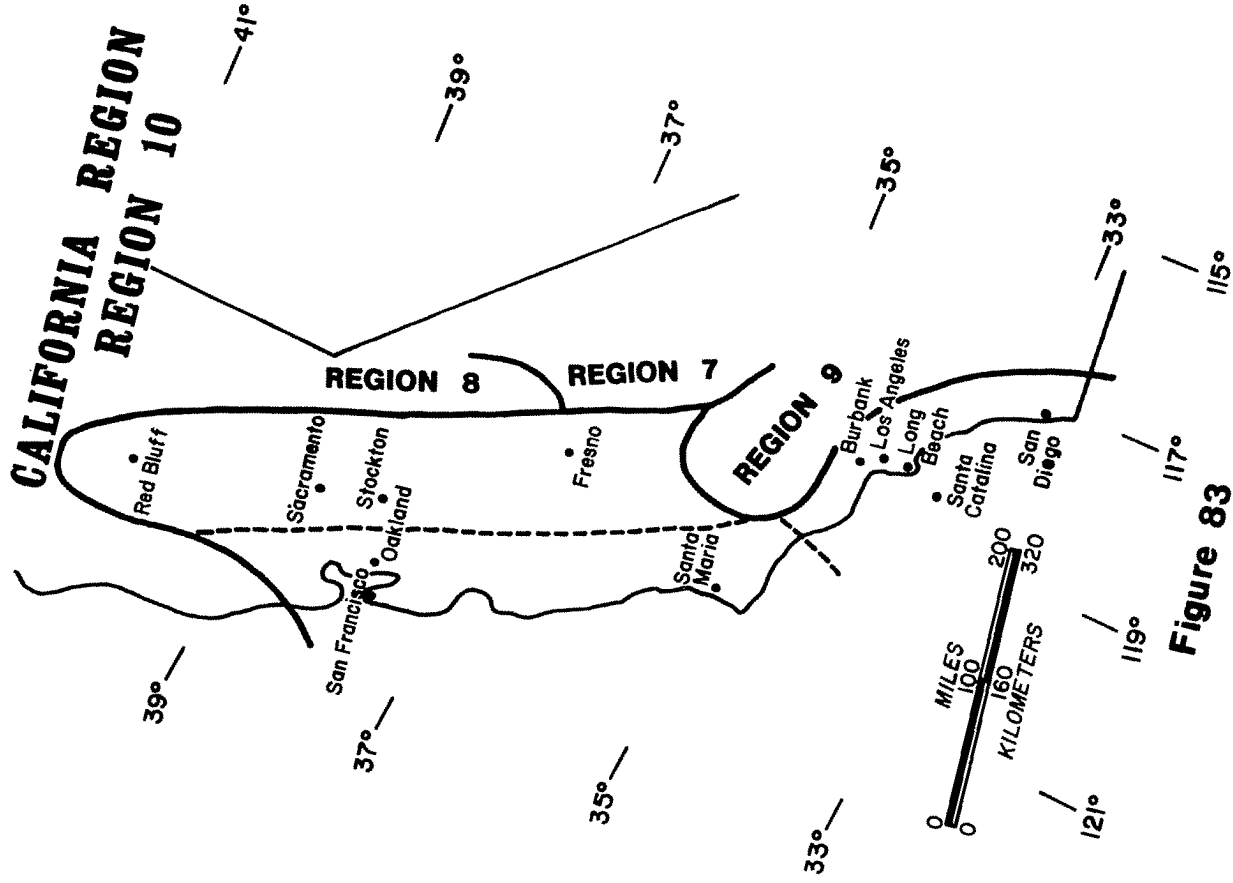 CALIFORNIA REGION
REGION 10
41°
39°
37°
35°
33°
115°
117°
119°
121°
39°
37°
35°
33°
REGION 8
REGION 7
REGION 9
Red Bluff
Sacramento
Stockton
Oakland
San Francisco
Fresno
Santa
Maria
Burbank
Los Angeles
Long
Beach
Santa
Catalina
San
Diego
MILES
0 100 200
0 160 320
KILOMETERS
Figure 83